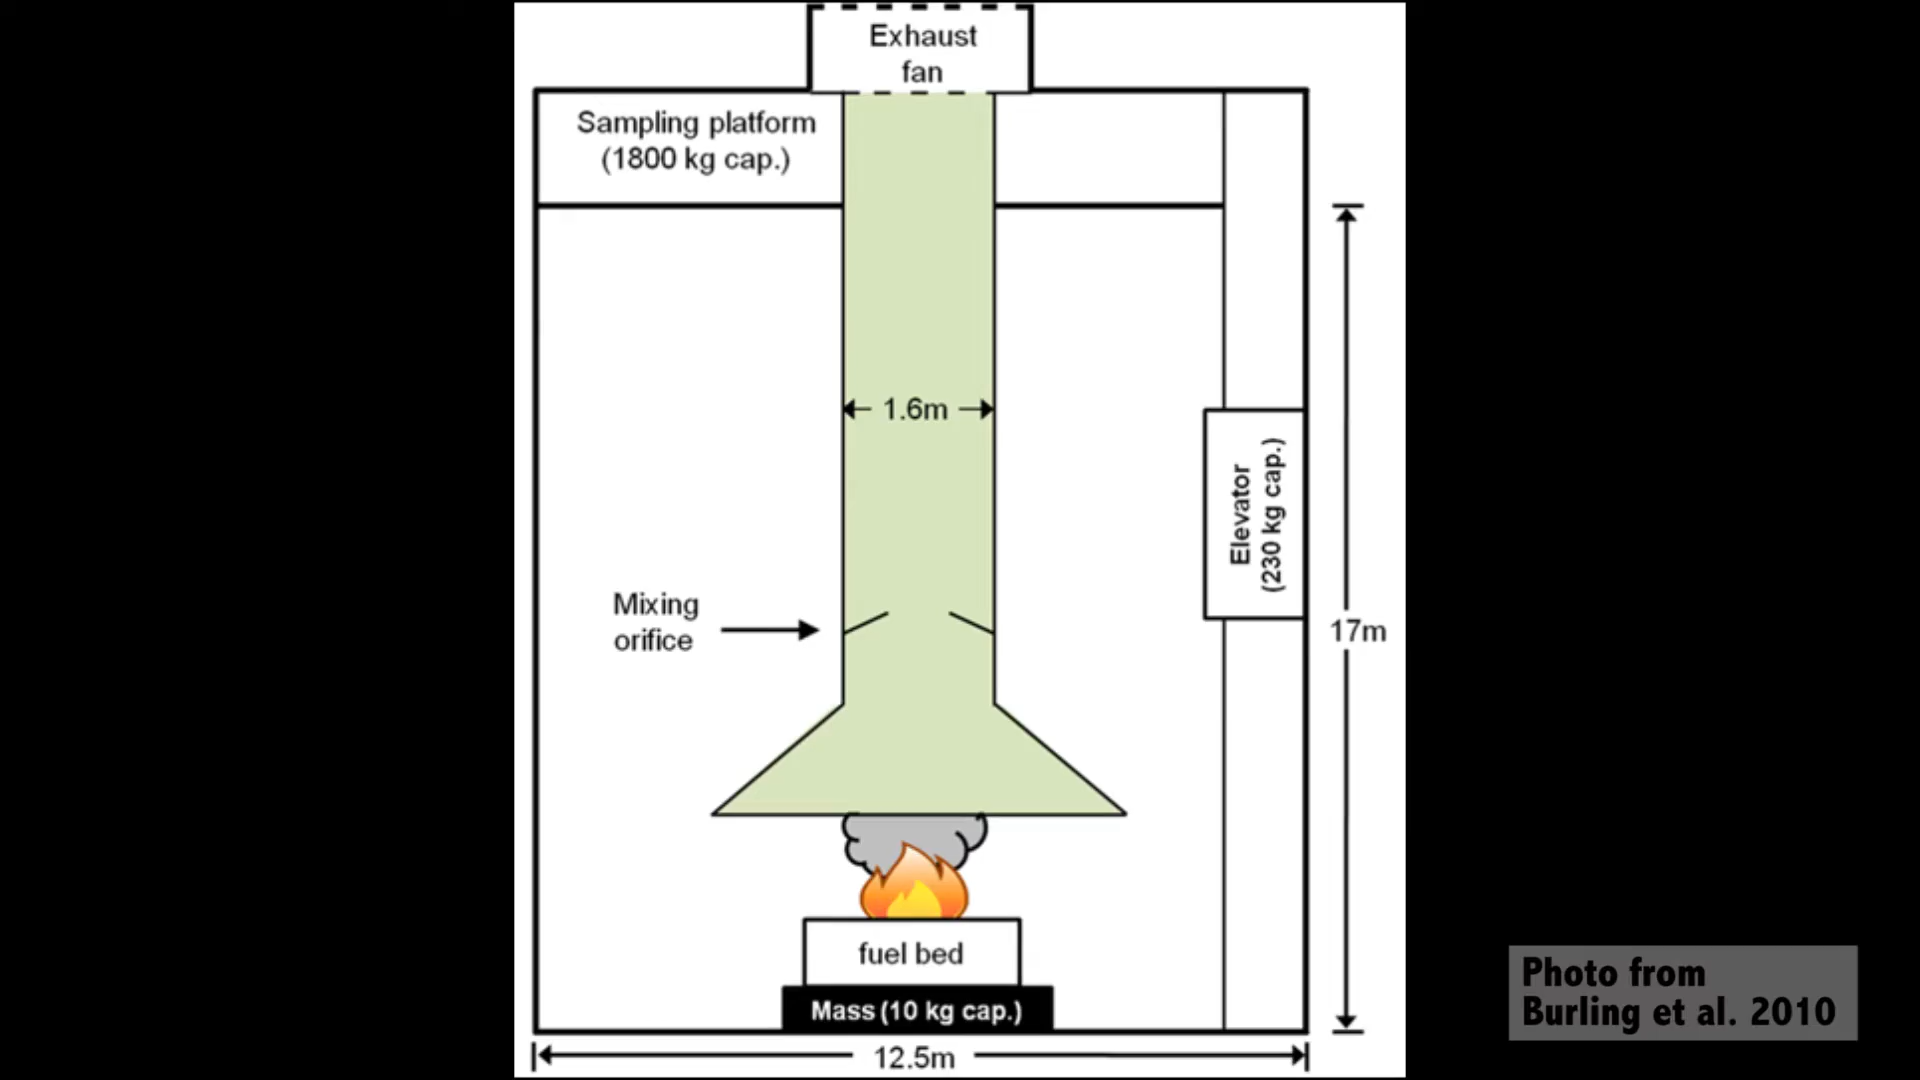 Exhaust
fan
Sampling platform
(1800 kg cap.)
1.6m
Elevator
(230 kg cap.)
Mixing
orifice
17m
fuel bed
Mass (10 kg cap.)
12.5m
Photo from
Burling et al. 2010